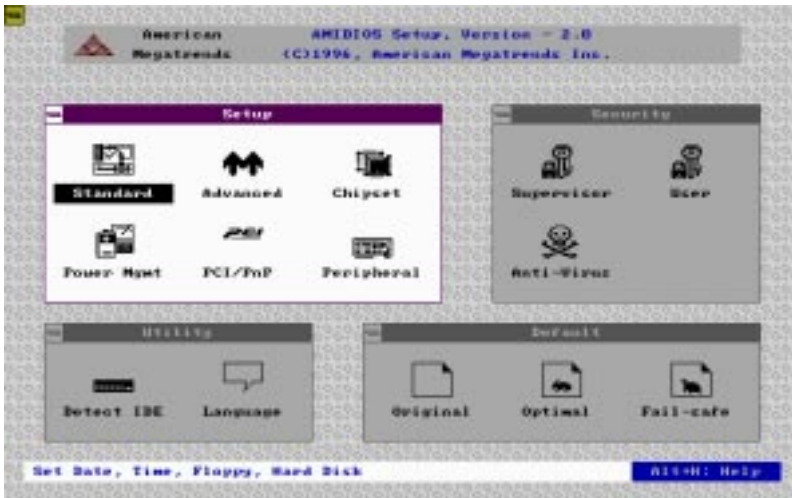 American AMIBIOS Setup, Version - 2.0
Megatrends (C)1996, American Megatrends Inc.
Setup
Standard Advanced Chipset
Power Mgmt PCI/PnP Peripheral
PCI
Security
Supervisor User
Anti-Virus
Utility
Detect IDE Language
Default
Original Optimal Fail-safe
Set Date, Time, Floppy, Hard Disk
Alt+H: Help